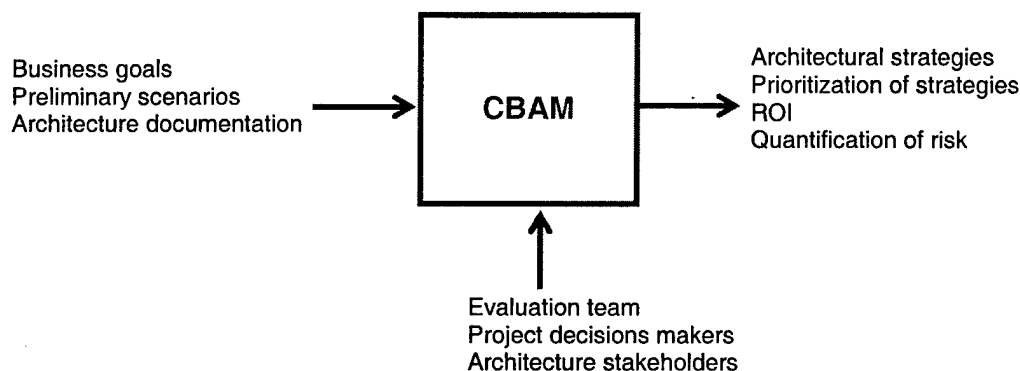 Business goals
Preliminary scenarios
Architecture documentation
CBAM
Architectural strategies
Prioritization of strategies
ROI
Quantification of risk
Evaluation team
Project decisions makers
Architecture stakeholders